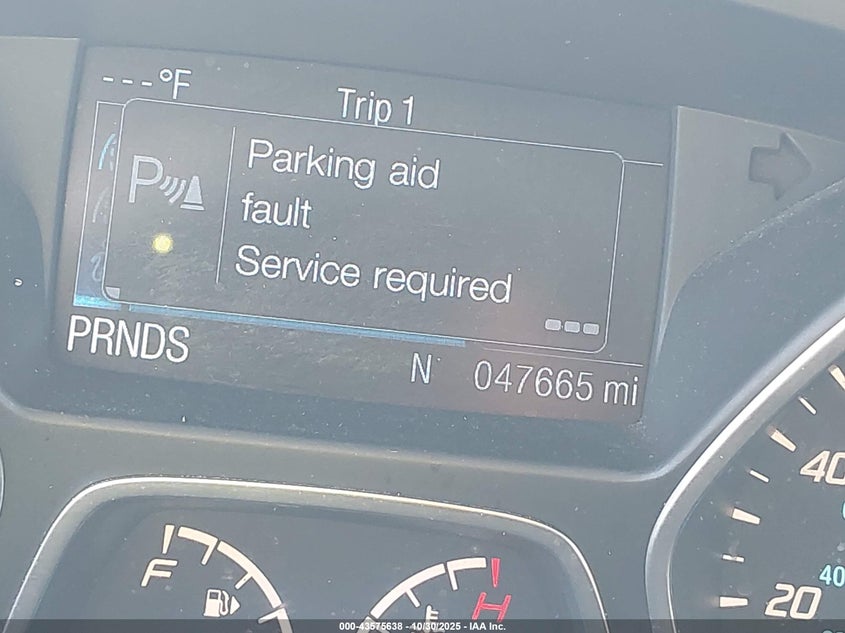 ---°F
Trip 1
P
Parking aid
fault
Service required
PRNDS
N 047665 mi
F
H
40
40
20
000-43575638 - 10/30/2025 - IAA Inc.